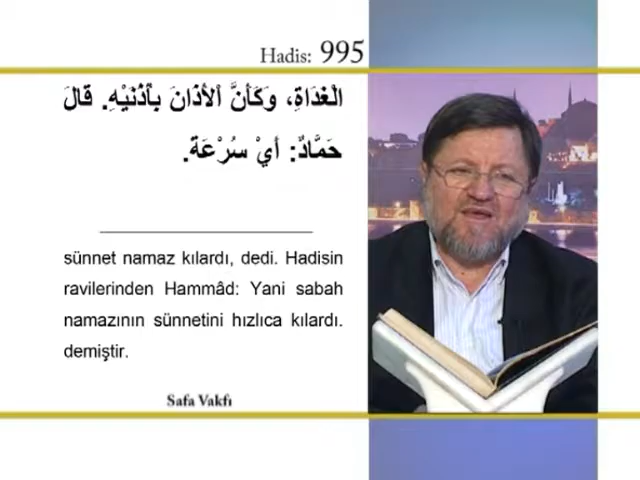 Hadis: 995
الْغَدَاةِ، وَكَأَنَّ ٱلأَذَانَ بِأُذُنَيْهِ. قَالَ
حَمَّادٌ: أَيْ سُرْعَةً.
sünnet namaz kılardı, dedi. Hadisin
ravilerinden Hammâd: Yani sabah
namazının sünnetini hızlıca kılardı.
demiştir.
Safa Vakfı